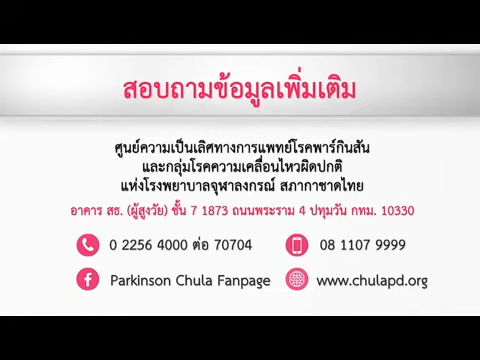 สอบถามข้อมูลเพิ่มเติม
ศูนย์ความเป็นเลิศทางการแพทย์โรคพาร์กินสัน
และกลุ่มโรคความเคลื่อนไหวผิดปกติ
แห่งโรงพยาบาลจุฬาลงกรณ์ สภากาชาดไทย
อาคาร สธ. (ผู้สูงวัย) ชั้น 7 1873 ถนนพระราม 4 ปทุมวัน กทม. 10330
0 2256 4000 ต่อ 70704
08 1107 9999
Parkinson Chula Fanpage
www.chulapd.org